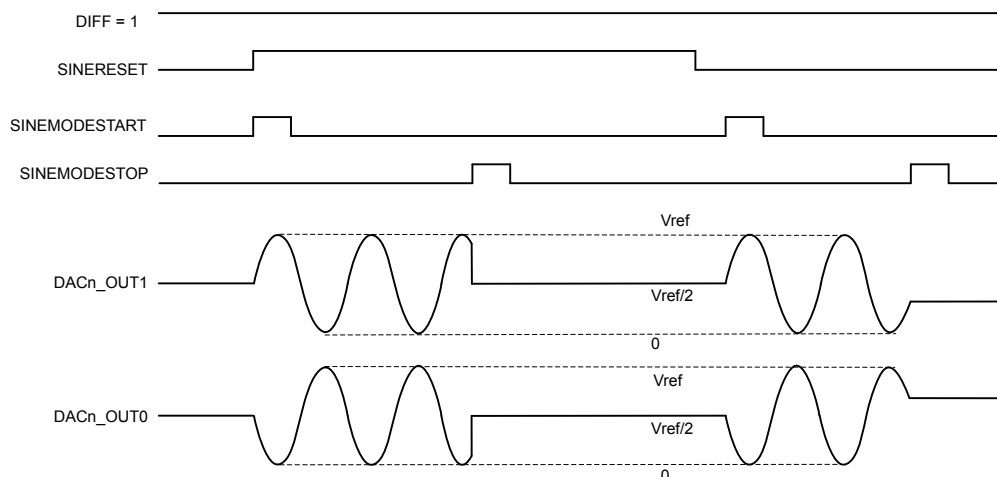 DIFF = 1
SINERESET
SINEMODESTART
SINEMODESTOP
Vref
DACn_OUT1
Vref/2
0
Vref
DACn_OUT0
Vref/2
0